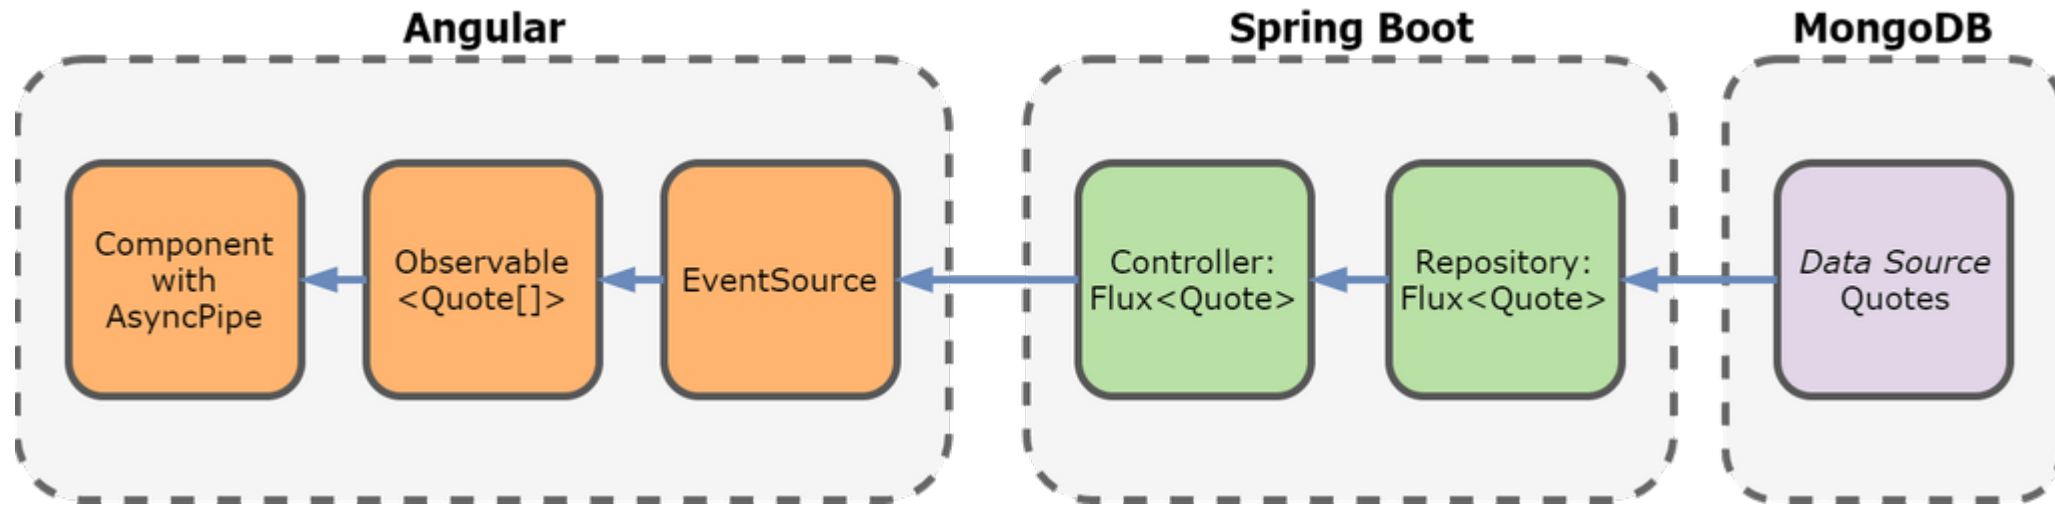 Angular
Spring Boot
MongoDB
Component
with
AsyncPipe
Observable
<Quote[]>
EventSource
Controller:
Flux<Quote>
Repository:
Flux<Quote>
Data Source
Quotes